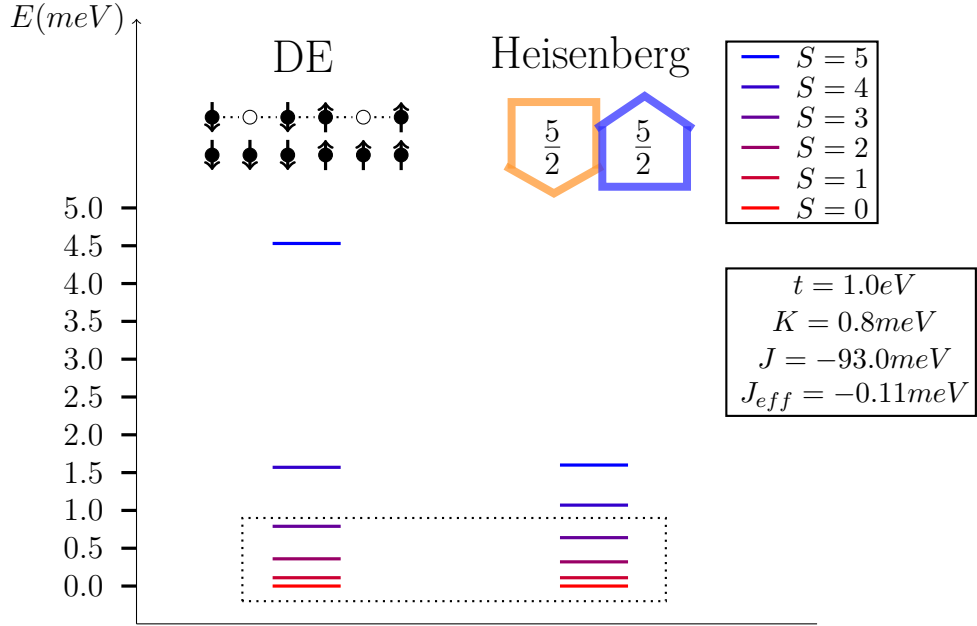 E(meV)
DE
Heisenberg
5/2
5/2
S = 5
S = 4
S = 3
S = 2
S = 1
S = 0
t = 1.0eV
K = 0.8meV
J = −93.0meV
J_{eff} = −0.11meV
5.0
4.5
4.0
3.5
3.0
2.5
2.0
1.5
1.0
0.5
0.0